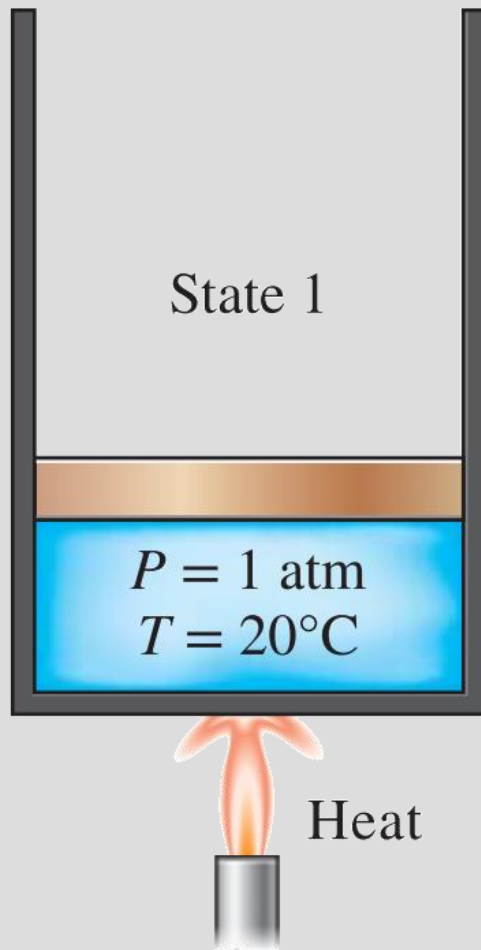 State 1
P = 1 atm
T = 20°C
Heat